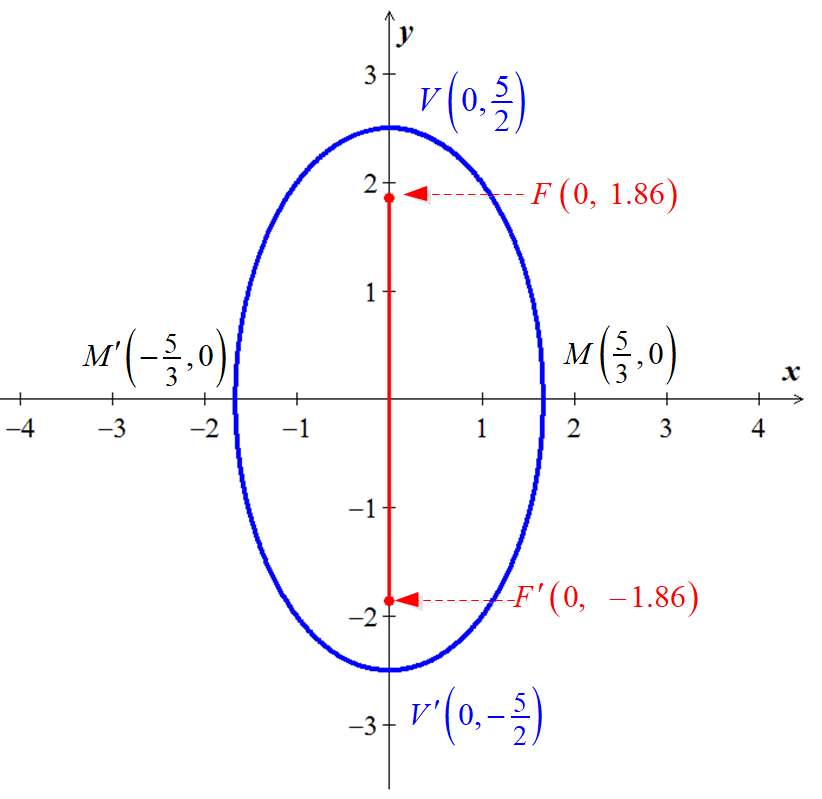 y
3
V(0, 5/2)
2
F (0, 1.86)
1
M′(−5/3, 0)
M(5/3, 0)
x
−4 −3 −2 −1 1 2 3 4
−1
F′(0, −1.86)
−2
V′(0, −5/2)
−3